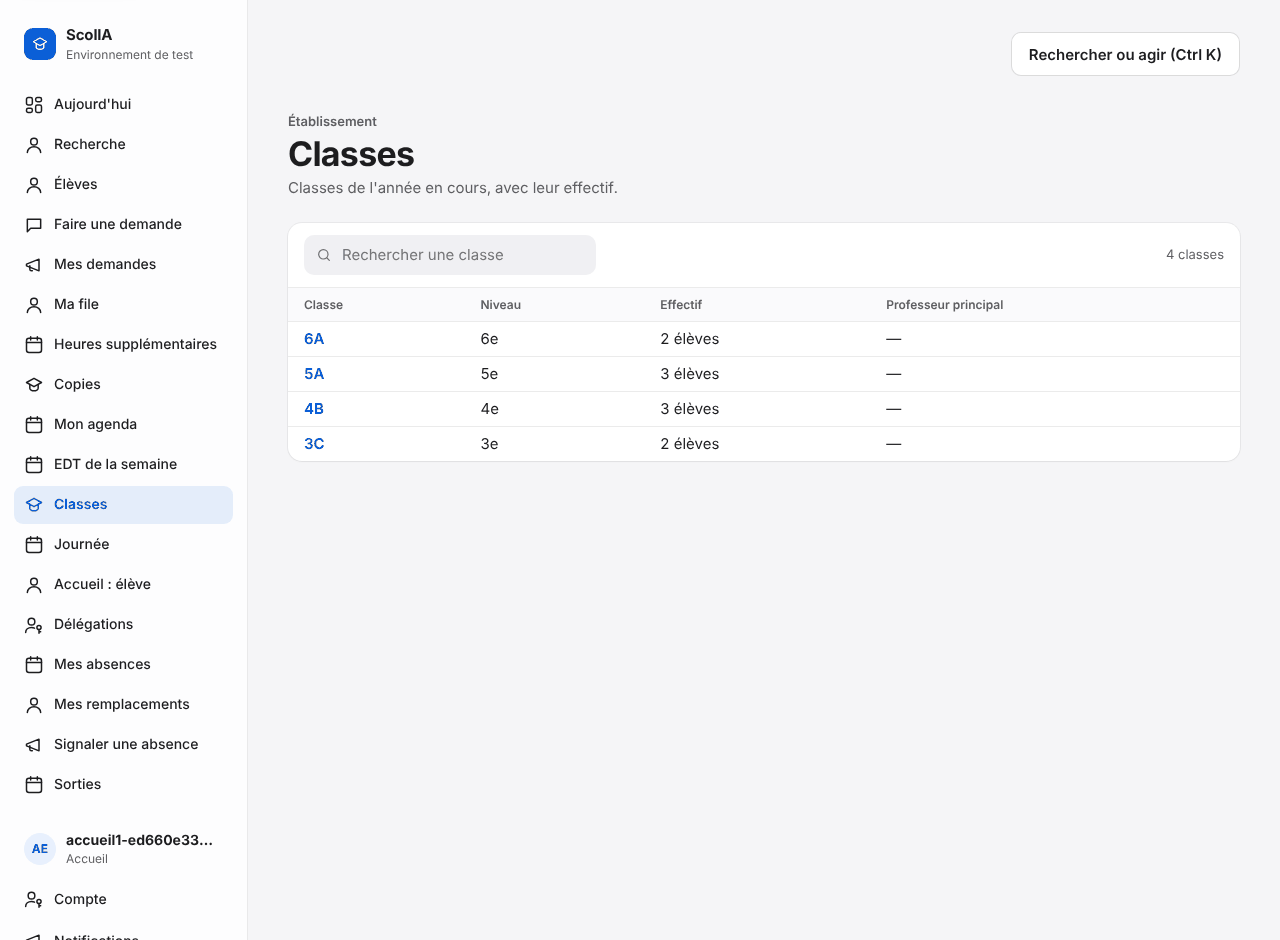 ScolIA
Environnement de test
Aujourd'hui
Recherche
Élèves
Faire une demande
Mes demandes
Ma file
Heures supplémentaires
Copies
Mon agenda
EDT de la semaine
Classes
Journée
Accueil : élève
Délégations
Mes absences
Mes remplacements
Signaler une absence
Sorties
AE
accueil1-ed660e33...
Accueil
Compte
Notifications
Rechercher ou agir (Ctrl K)
Établissement
Classes
Classes de l'année en cours, avec leur effectif.
Rechercher une classe
4 classes
Classe Niveau Effectif Professeur principal
6A 6e 2 élèves —
5A 5e 3 élèves —
4B 4e 3 élèves —
3C 3e 2 élèves —